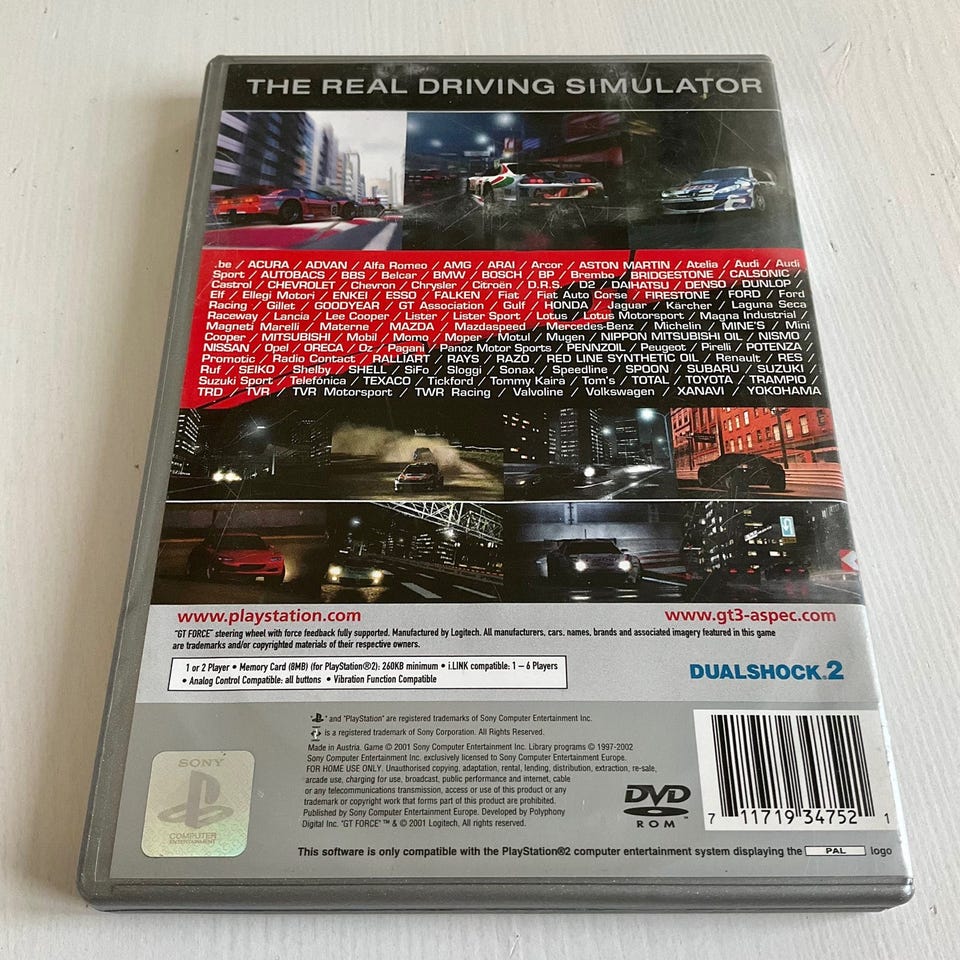 THE REAL DRIVING SIMULATOR
.be / ACURA / ADVAN / Alfa Romeo / AMG / ARAI / Arcor / ASTON MARTIN / Atelia / Audi / Audi
Sport / AUTOBACS / BBS / Belcar / BMW / BOSCH / BP / Brembo / BRIDGESTONE / CALSONIC /
Castrol / CHEVROLET / Chevron / Chrysler / Citroën / D.R.S. / D2 / DAIHATSU / DENSO / DUNLOP /
Elf / Ellegi Motori / ENKEI / ESSO / FALKEN / Fiat / Fiat Auto Corse / FIRESTONE / FORD / Ford
Racing / Gillet / GOODYEAR / GT Association / Gulf / HONDA / Jaguar / Kärcher / Laguna Seca
Raceway / Lancia / Lee Cooper / Lister / Lister Sport / Lotus / Lotus Motorsport / Magna Industrial /
Magneti Marelli / Materne / MAZDA / Mazdaspeed / Mercedes-Benz / Michelin / MINE'S / Mini
Cooper / MITSUBISHI / Mobil / Momo / Moper / Motul / Mugen / NIPPON MITSUBISHI OIL / NISMO /
NISSAN / Opel / ORECA / Oz / Pagani / Panoz Motor Sports / PENNZOIL / Peugeot / Pirelli / POTENZA /
Promotic / Radio Contact / RALLIART / RAYS / RAZO / RED LINE SYNTHETIC OIL / Renault / RES /
Ruf / SEIKO / Shelby / SHELL / SiFo / Sloggi / Sonax / Speedline / SPOON / SUBARU / SUZUKI /
Suzuki Sport / Telefónica / TEXACO / Tickford / Tommy Kaira / Tom's / TOTAL / TOYOTA / TRAMPIO
TRD / TVR / TVR Motorsport / TWR Racing / Valvoline / Volkswagen / XANAVI / YOKOHAMA
www.playstation.com
www.gt3-aspec.com
"GT FORCE" steering wheel with force feedback fully supported. Manufactured by Logitech. All manufacturers, cars, names, brands and associated imagery featured in this game
are trademarks and/or copyrighted materials of their respective owners.
1 or 2 Player • Memory Card (8MB) (for PlayStation®2): 260KB minimum • i.LINK compatible: 1 – 6 Players
• Analog Control Compatible: all buttons • Vibration Function Compatible
DUALSHOCK.2
" and "PlayStation" are registered trademarks of Sony Computer Entertainment Inc.
is a registered trademark of Sony Corporation. All Rights Reserved.
Made in Austria. Game © 2001 Sony Computer Entertainment Inc. Library programs © 1997-2002
Sony Computer Entertainment Inc. exclusively licensed to Sony Computer Entertainment Europe.
FOR HOME USE ONLY. Unauthorised copying, adaptation, rental, lending, distribution, extraction, re-sale,
arcade use, charging for use, broadcast, public performance and internet, cable
or any telecommunications transmission, access or use of this product or any
trademark or copyright work that forms part of this product are prohibited.
Published by Sony Computer Entertainment Europe. Developed by Polyphony
Digital Inc. "GT FORCE" ™ & © 2001 Logitech, All rights reserved.
SONY
COMPUTER
ENTERTAINMENT
DVD
ROM
7 11719 34752 1
This software is only compatible with the PlayStation®2 computer entertainment system displaying the PAL logo